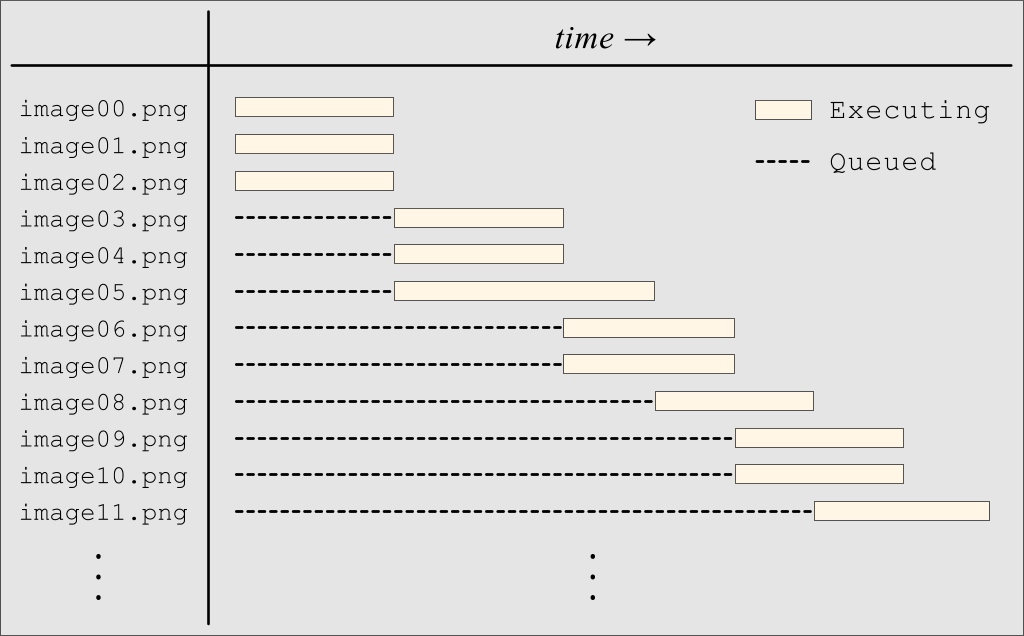 time →
image00.png
Executing
image01.png
Queued
image02.png
image03.png
image04.png
image05.png
image06.png
image07.png
image08.png
image09.png
image10.png
image11.png